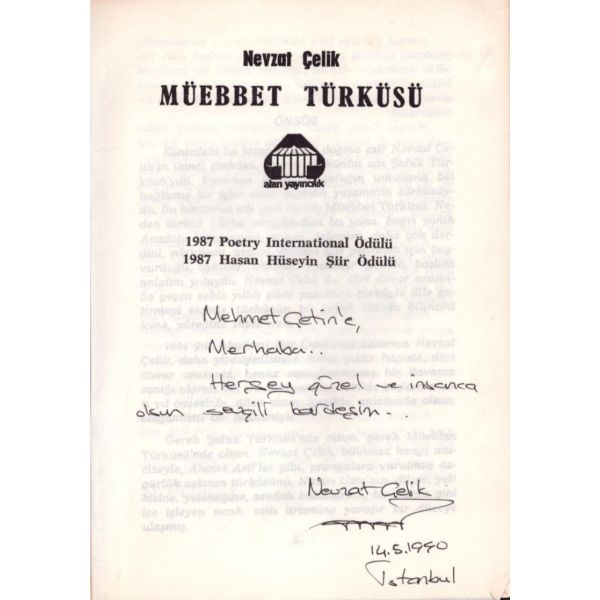 Nevzat Çelik
MÜEBBET TÜRKÜSÜ
alan yayıncılık
1987 Poetry International Ödülü
1987 Hasan Hüseyin Şiir Ödülü
Mehmet Çetin'e,
Merhaba..
Herşey güzel ve insanca
olsun sevgili kardeşim...
Nevzat Çelik
14.5.1990
İstanbul